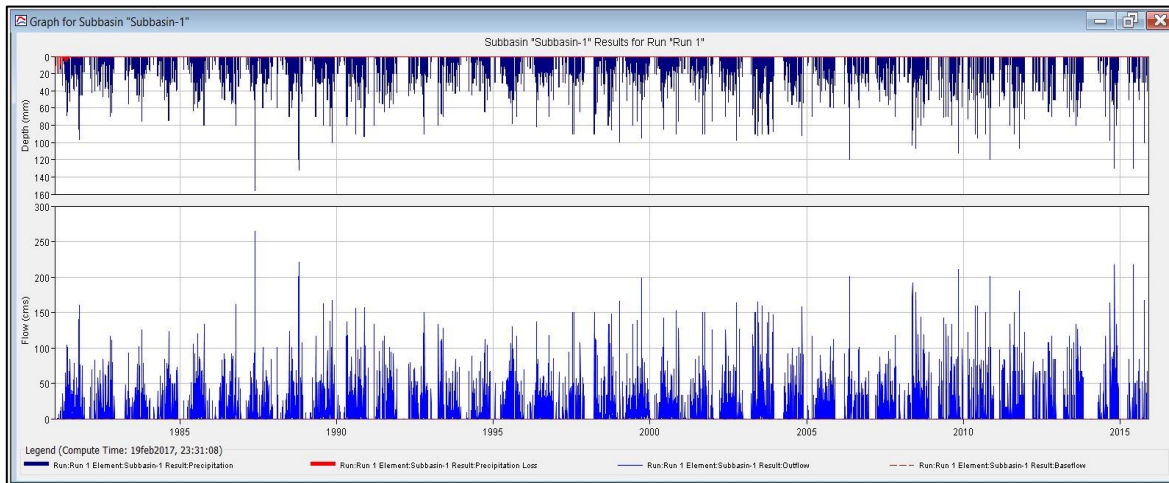 Graph for Subbasin "Subbasin-1"
Subbasin "Subbasin-1" Results for Run "Run 1"
0
20
40
60
80
100
120
140
160
Depth (mm)
300
250
200
150
100
50
0
Flow (cms)
1985 1990 1995 2000 2005 2010 2015
Legend (Compute Time: 19feb2017, 23:31:08)
Run:Run 1 Element:Subbasin-1 Result:Precipitation Run:Run 1 Element:Subbasin-1 Result:Precipitation Loss Run:Run 1 Element:Subbasin-1 Result:Outflow Run:Run 1 Element:Subbasin-1 Result:Baseflow